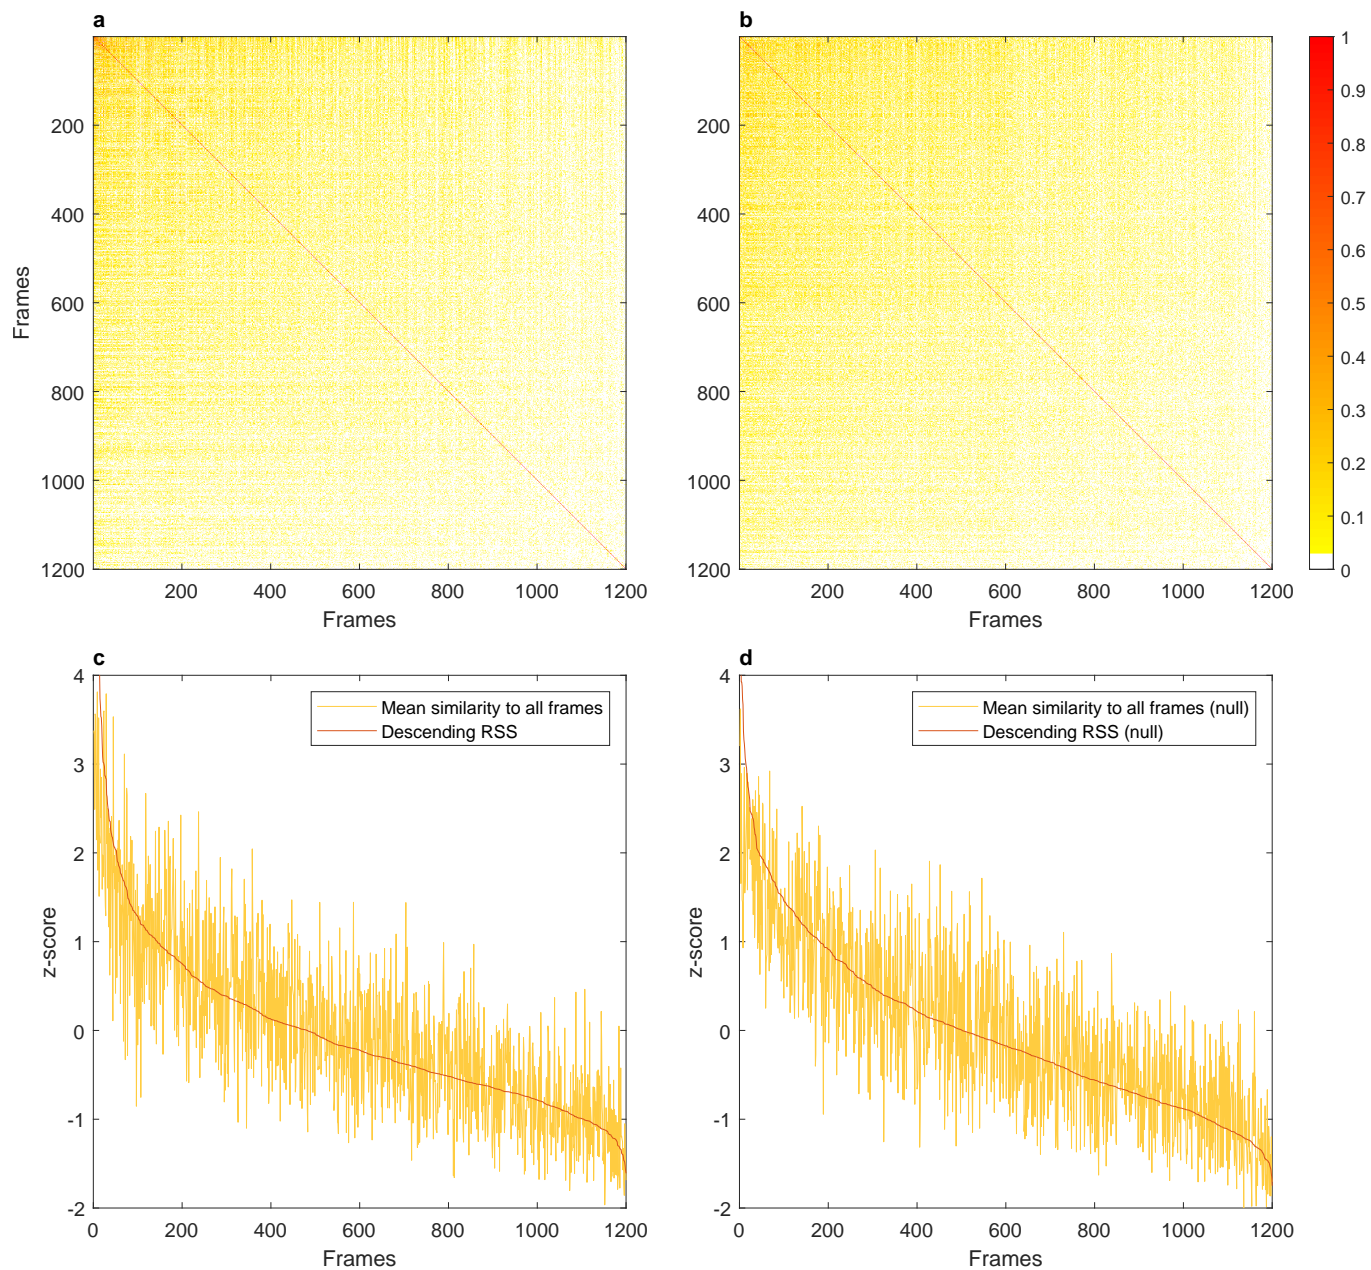 a
b
200
400
600
800
1000
1200
Frames
200 400 600 800 1000 1200
Frames
200
400
600
800
1000
1200
200 400 600 800 1000 1200
Frames
1
0.9
0.8
0.7
0.6
0.5
0.4
0.3
0.2
0.1
0
c
4
3
2
1
0
-1
-2
z-score
Mean similarity to all frames
Descending RSS
0 200 400 600 800 1000 1200
Frames
d
4
3
2
1
0
-1
-2
z-score
Mean similarity to all frames (null)
Descending RSS (null)
0 200 400 600 800 1000 1200
Frames